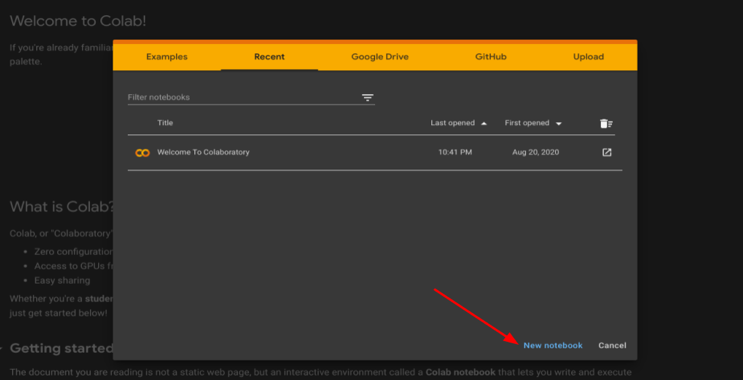 Welcome to Colab!
If you're already familia
palette.
Examples Recent Google Drive GitHub Upload
Filter notebooks
Title Last opened First opened
Welcome To Colaboratory 10:41 PM Aug 20, 2020
What is Colab?
Colab, or "Colaboratory"
Zero configuration
Access to GPUs f
Easy sharing
Whether you're a studen
just get started below!
New notebook Cancel
Getting started
The document you are reading is not a static web page, but an interactive environment called a Colab notebook that lets you write and execute